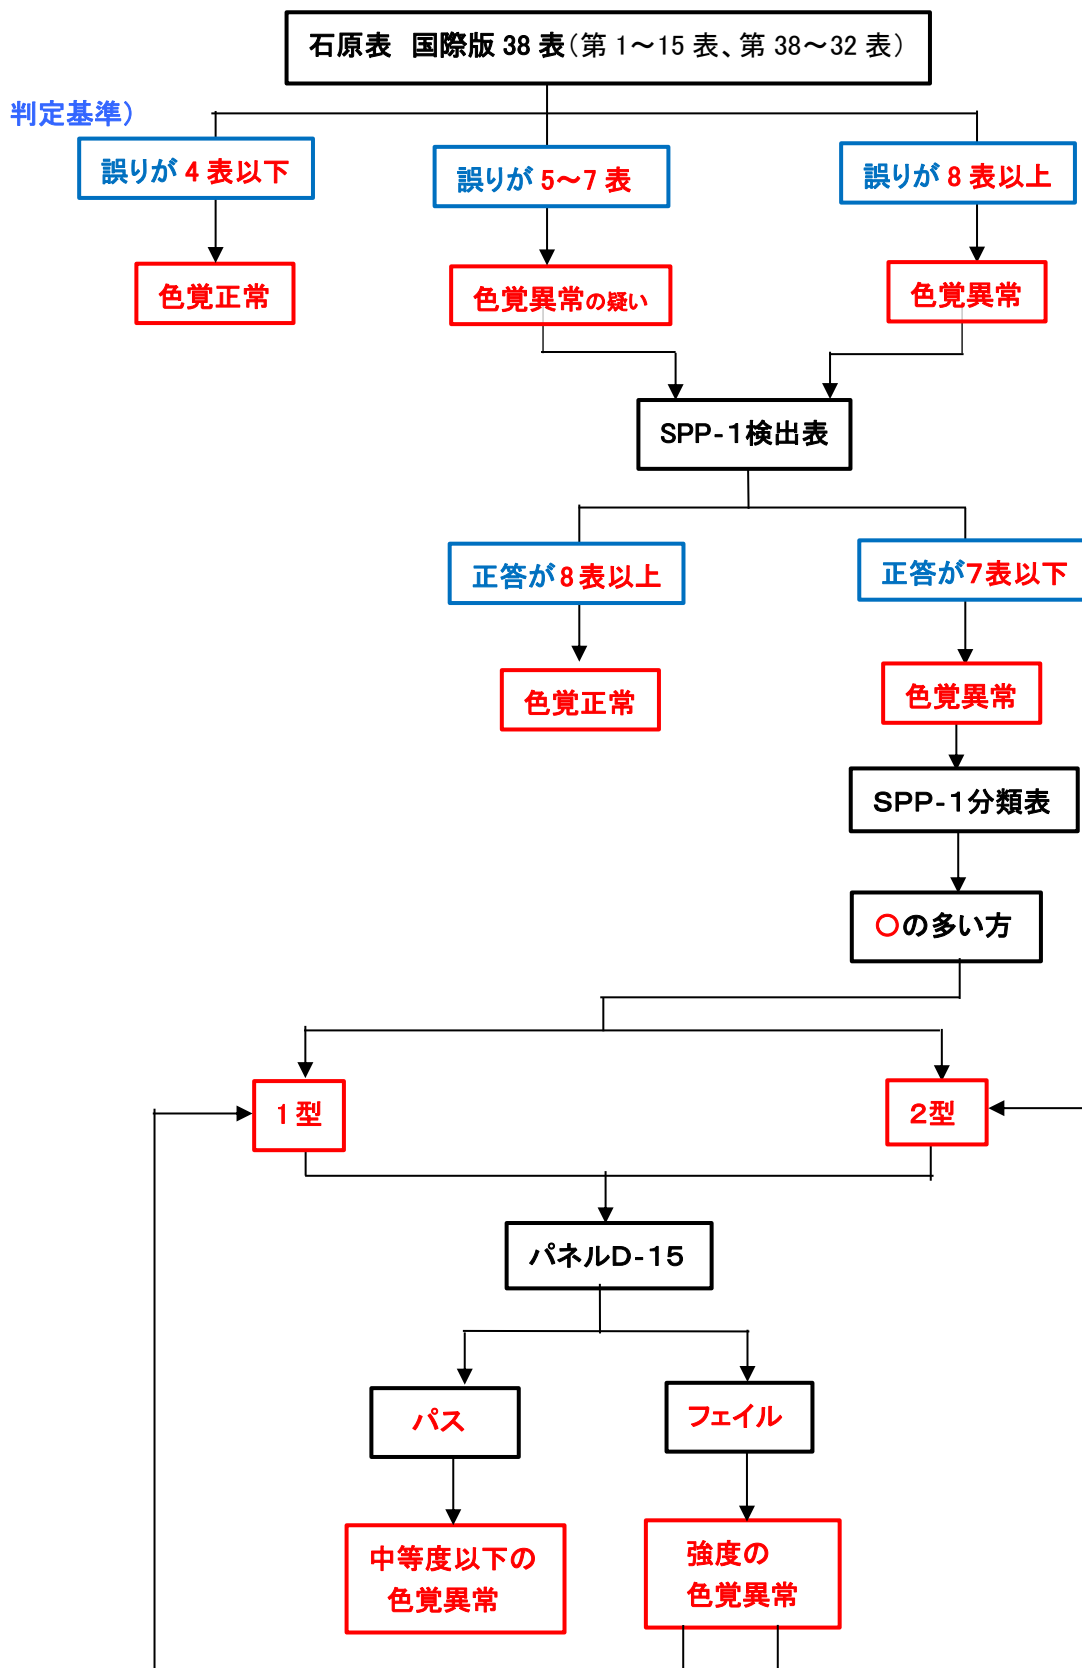 石原表　国際版 38 表（第 1～15 表、第 38～32 表）
判定基準）
誤りが 4 表以下
誤りが 5～7 表
誤りが 8 表以上
色覚正常
色覚異常の疑い
色覚異常
SPP-1検出表
正答が 8 表以上
正答が7表以下
色覚正常
色覚異常
SPP-1分類表
〇の多い方
1型
2型
パネルD-15
パス
フェイル
中等度以下の
色覚異常
強度の
色覚異常